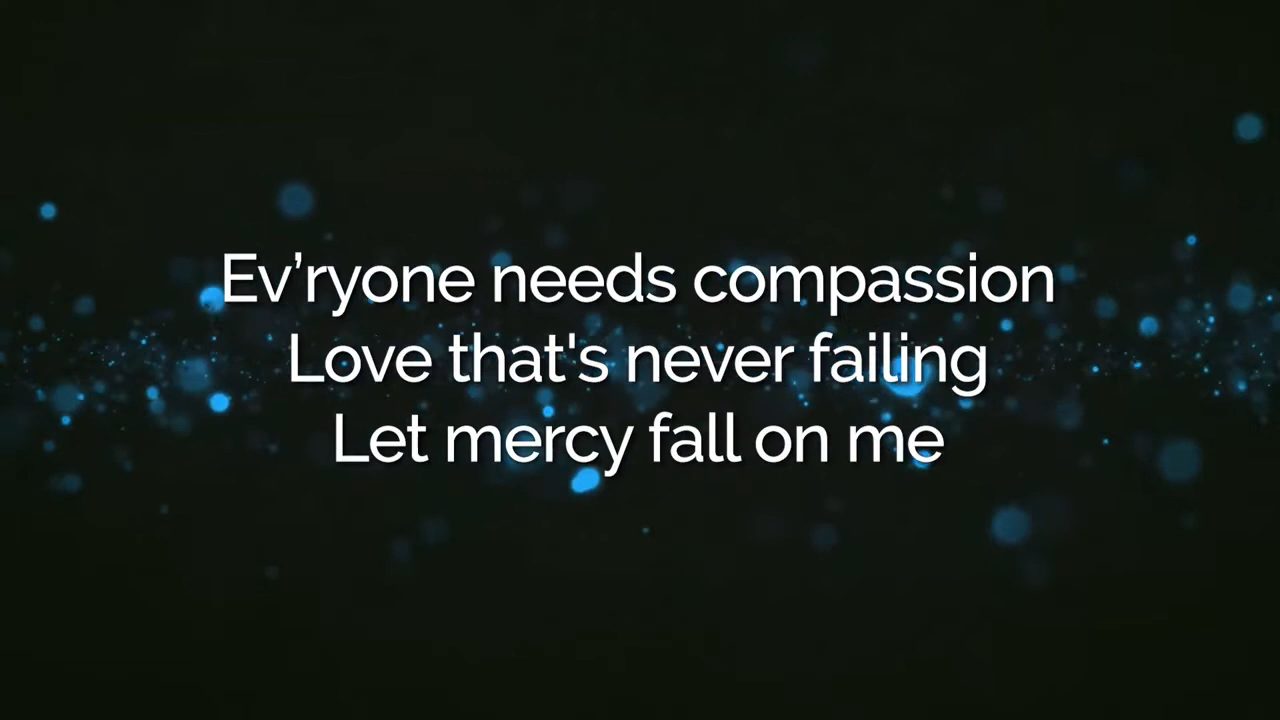 Ev’ryone needs compassion
Love that's never failing
Let mercy fall on me